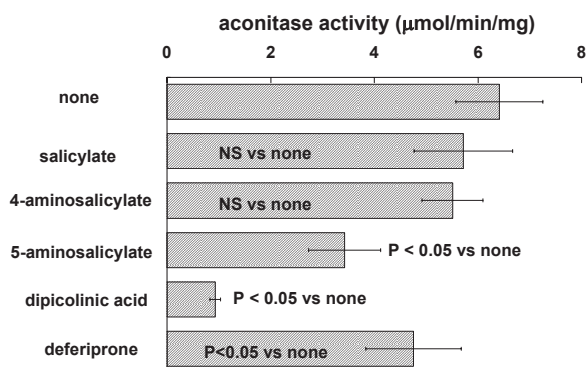 aconitase activity (μmol/min/mg)
0 2 4 6 8
none
salicylate NS vs none
4-aminosalicylate NS vs none
5-aminosalicylate P < 0.05 vs none
dipicolinic acid P < 0.05 vs none
deferiprone P<0.05 vs none